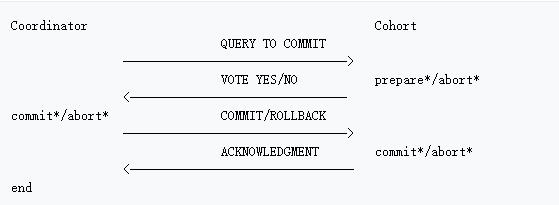 Coordinator Cohort
QUERY TO COMMIT
VOTE YES/NO prepare*/abort*
commit*/abort* COMMIT/ROLLBACK
ACKNOWLEDGMENT commit*/abort*
end